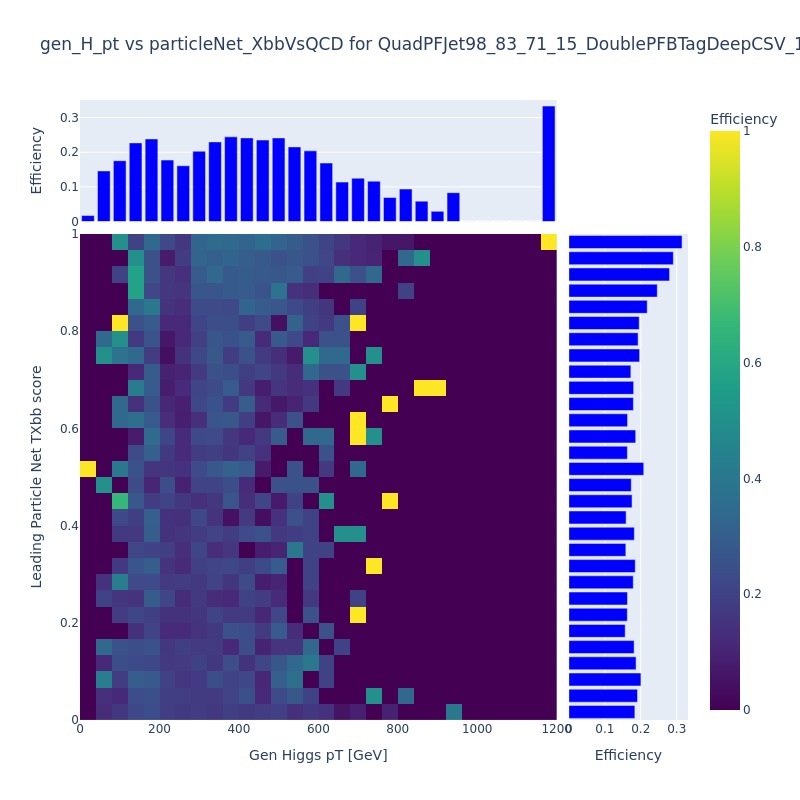 gen_H_pt vs particleNet_XbbVsQCD for QuadPFJet98_83_71_15_DoublePFBTagDeepCSV_1
Efficiency
0.3
0.2
0.1
0
Efficiency
1
0.8
0.6
0.4
0.2
0
Leading Particle Net TXbb score
1
0.8
0.6
0.4
0.2
0
0 200 400 600 800 1000 1200
Gen Higgs pT [GeV]
0 0.1 0.2 0.3
Efficiency